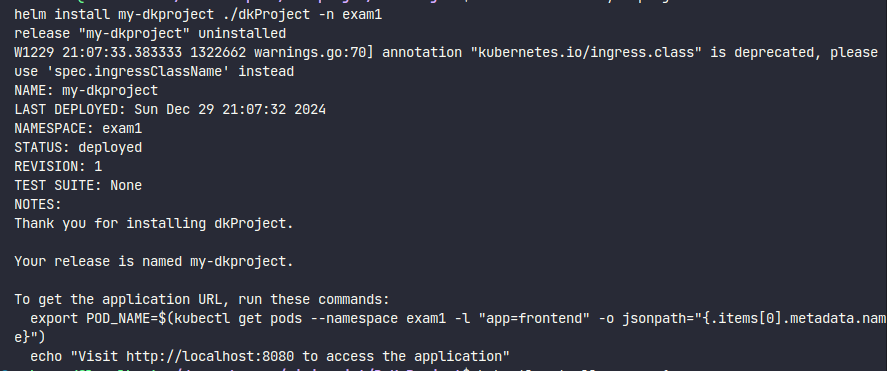 helm install my-dkproject ./dkProject -n exam1
release "my-dkproject" uninstalled
W1229 21:07:33.383333 1322662 warnings.go:70] annotation "kubernetes.io/ingress.class" is deprecated, please
use 'spec.ingressClassName' instead
NAME: my-dkproject
LAST DEPLOYED: Sun Dec 29 21:07:32 2024
NAMESPACE: exam1
STATUS: deployed
REVISION: 1
TEST SUITE: None
NOTES:
Thank you for installing dkProject.
Your release is named my-dkproject.
To get the application URL, run these commands:
export POD_NAME=$(kubectl get pods --namespace exam1 -l "app=frontend" -o jsonpath="{.items[0].metadata.nam
e}")
echo "Visit http://localhost:8080 to access the application"